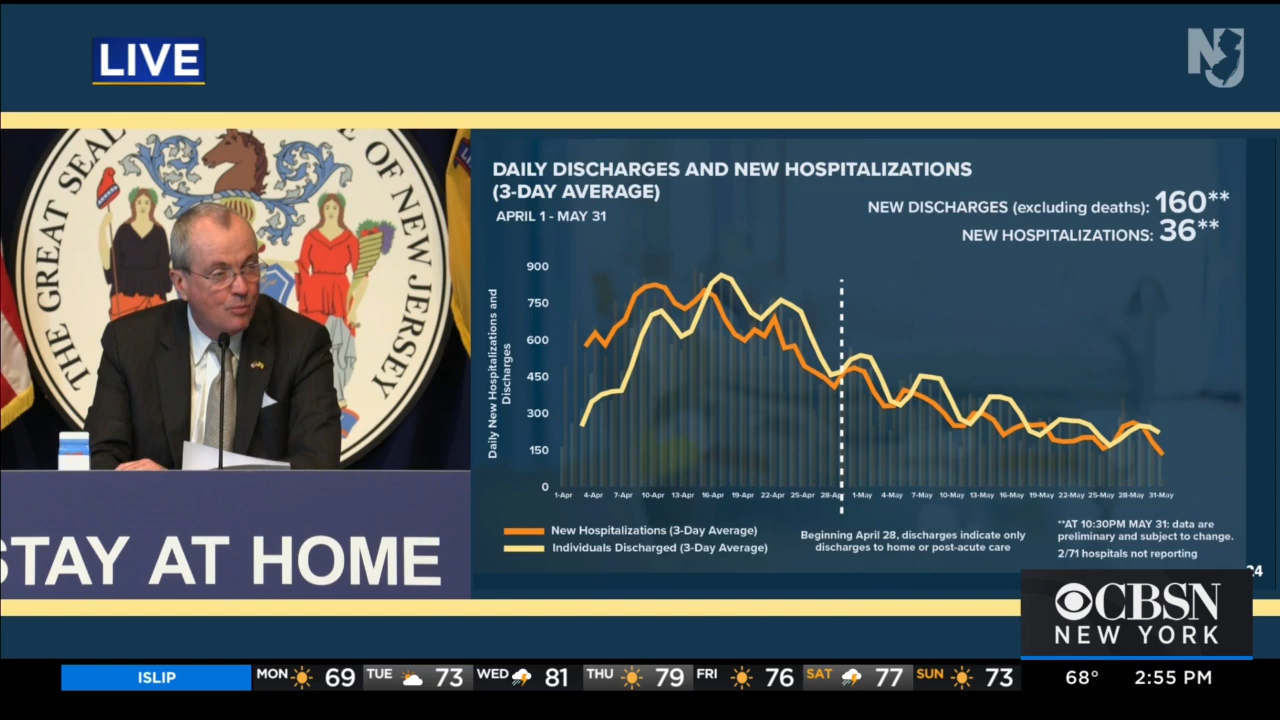 LIVE
NJ
THE GREAT SEAL
E OF NEW JERSEY
STAY AT HOME
DAILY DISCHARGES AND NEW HOSPITALIZATIONS
(3-DAY AVERAGE)
APRIL 1 - MAY 31
NEW DISCHARGES (excluding deaths): 160**
NEW HOSPITALIZATIONS: 36**
Daily New Hospitalizations and
Discharges
900
750
600
450
300
150
0
1-Apr 4-Apr 7-Apr 10-Apr 13-Apr 16-Apr 19-Apr 22-Apr 25-Apr 28-Apr 1-May 4-May 7-May 10-May 13-May 16-May 19-May 22-May 25-May 28-May 31-May
New Hospitalizations (3-Day Average)
Individuals Discharged (3-Day Average)
Beginning April 28, discharges indicate only
discharges to home or post-acute care
**AT 10:30PM MAY 31: data are
preliminary and subject to change.
2/71 hospitals not reporting
24
CBSN
NEW YORK
ISLIP MON 69 TUE 73 WED 81 THU 79 FRI 76 SAT 77 SUN 73 68° 2:55 PM